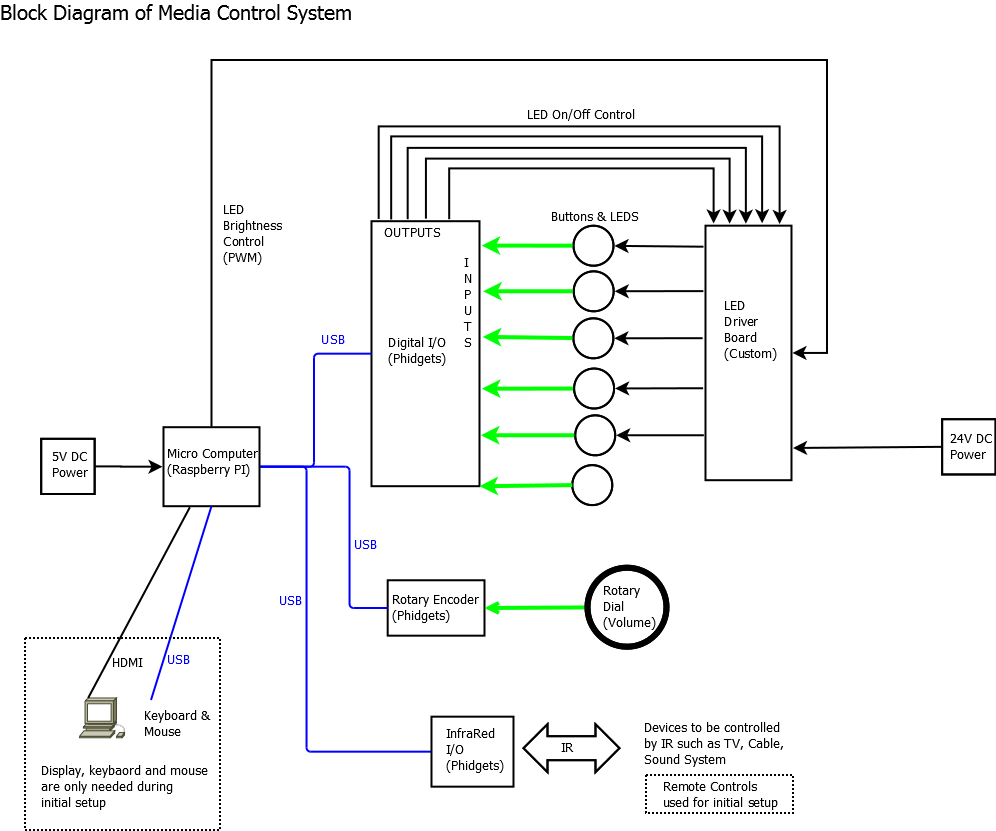 Block Diagram of Media Control System
LED On/Off Control
LED
Brightness
Control
(PWM)
Buttons & LEDS
OUTPUTS
I
N
P
U
T
S
Digital I/O
(Phidgets)
LED
Driver
Board
(Custom)
USB
5V DC
Power
Micro Computer
(Raspberry PI)
24V DC
Power
USB
USB
Rotary Encoder
(Phidgets)
Rotary
Dial
(Volume)
HDMI
USB
Keyboard &
Mouse
Display, keybaord and mouse
are only needed during
initial setup
InfraRed
I/O
(Phidgets)
IR
Devices to be controlled
by IR such as TV, Cable,
Sound System
Remote Controls
used for initial setup